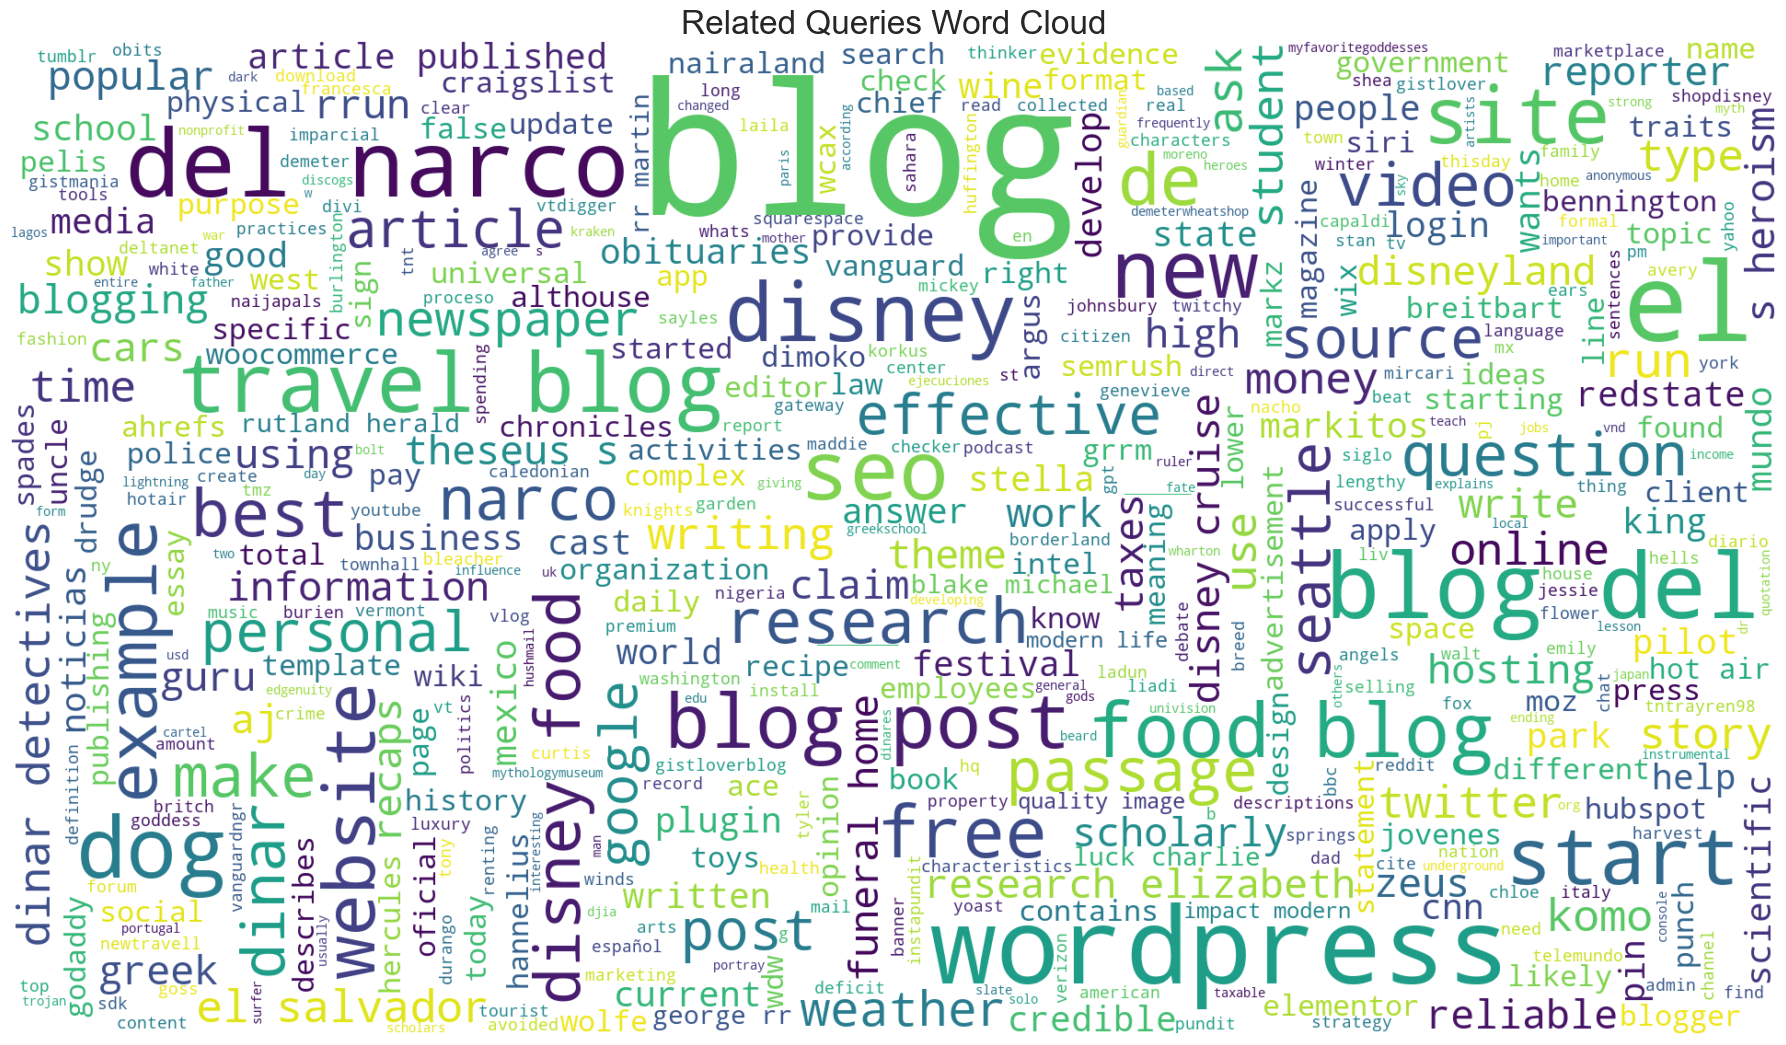 Related Queries Word Cloud
tumblr
obits
article published
nairaland
search
thinker
evidence
myfavoritegoddesses
marketplace
name
popular
dark
download
francesca
craigslist
check
wine
format
ask
government
shea
gistlover
reporter
physical
rrun
clear
long
changed
chief
read
collected
real
based
student
people
site
strong
shopdisney
myth
school
nonprofit
imparcial
false
update
rr martin
blog
laila
according
wcax
sahara
huffington
guardian
frequently
characters
develop
siri
town
artists
traits
pelis
del narco
demeter
discogs
paris
de
moreno
heroes
winter
video
sky
thisday
family
type
s heroism
gistmania
tools
w
divi
vtdigger
purpose
squarespace
demeterwheatshop
magazine
capaldi
home
anonymous
bennington
media
practices
article
kraken
whats
mother
provide
en
state
login
wants
formal
lagos
deltanet
war
good
burlington
tnt
agree
s
obituaries
vanguard
right
new
stan
tv
important
topic
yahoo
pm
show
white
west
sign
universal
app
mickey
disneyland
avery
entire
father
naijapals
proceso
althouse
disney
argus
johnsbury
twitchy
markz
wix
breitbart
ears
sentences
el
blogging
specific
newspaper
sayles
citizen
high
source
language
line
fashion
cars
woocommerce
started
dimoko
korkus
center
semrush
mx
run
york
time
travel blog
spending
editor
law
ejecuciones
st
genevieve
direct
money
mircari
ideas
redstate
gateway
effective
nacho
beat
starting
mundo
spades
uncle
ahrefs
rutland herald
chronicles
report
checker
podcast
maddie
grrm
lower
markitos
teach
pj
jobs
vnd
found
police
using
bolt
theseus s
activities
ruler
question
income
drudge
lightning
create
day
pay
caledonian
complex
giving
seo
stella
gpt
fate
siglo
lengthy
explains
thing
client
hotair
tmz
youtube
knights
garden
answer
work
taxes
disney cruise
use
seattle
successful
write
form
best
narco
greekschool
borderland
apply
local
king
dinar detectives
noticias
example
two
business
cast
writing
theme
meaning
wharton
advertisement
online
diario
ny
essay
total
townhall
bleacher
influence
uk
organization
intel
liv
hells
publishing
information
claim
blake michael
blog del
house
jessie
quotation
music
burien
vermont
vlog
daily
nigeria
developing
know
debate
flower
lesson
personal
premium
research
modern life
breed
space
dr
usd
template
wiki
mexico
hushmail
world
recipe
comment
festival
angels
walt
emily
pilot
guru
edgenuity
washington
install
employees
general
gods
ladun
liadi
hosting
japan
hot air
aj
crime
page
vt
politics
disney food
google
edu
univision
design
others
selling
chat
press
cartel
amount
website
hercules recaps
curtis
blog post
dinares
beard
food blog
fox
moz
tntrayren98
ending
park
story
definition
make
mythologymuseum
gistloverblog
record
funeral home
book
hq
passage
bbc
reddit
different
instrumental
help
britch
goddess
history
luxury
ace
tyler
opinion
property
quality image
descriptions
b
statement
twitter
org
hubspot
scientific
dog
dinar
vanguardngr
describes
official
tony
renting
hannelius
interesting
man
plugin
toys
health
free
scholarly
springs
jovenes
harvest
forum
winds
characteristics
luck charlie
dad
cite
nation
underground
start
godaddy
social
portugal
newtravell
usually
durango
today
written
djia
mail
research elizabeth
zeus
chloe
italy
arts
post
g
banner
instapundit
yoast
contains
impact modern
cnn
komo
punch
console
greek
español
portray
wordpress
need
telemundo
channel
top
trojan
sdk
goss
surfer
marketing
wdw
deficit
slate
solo
verizon
american
taxable
likely
pin
admin
find
content
el salvador
scholars
tourist
avoided
wolfe
current
george rr
weather
credible
pundit
elementor
strategy
reliable
blogger